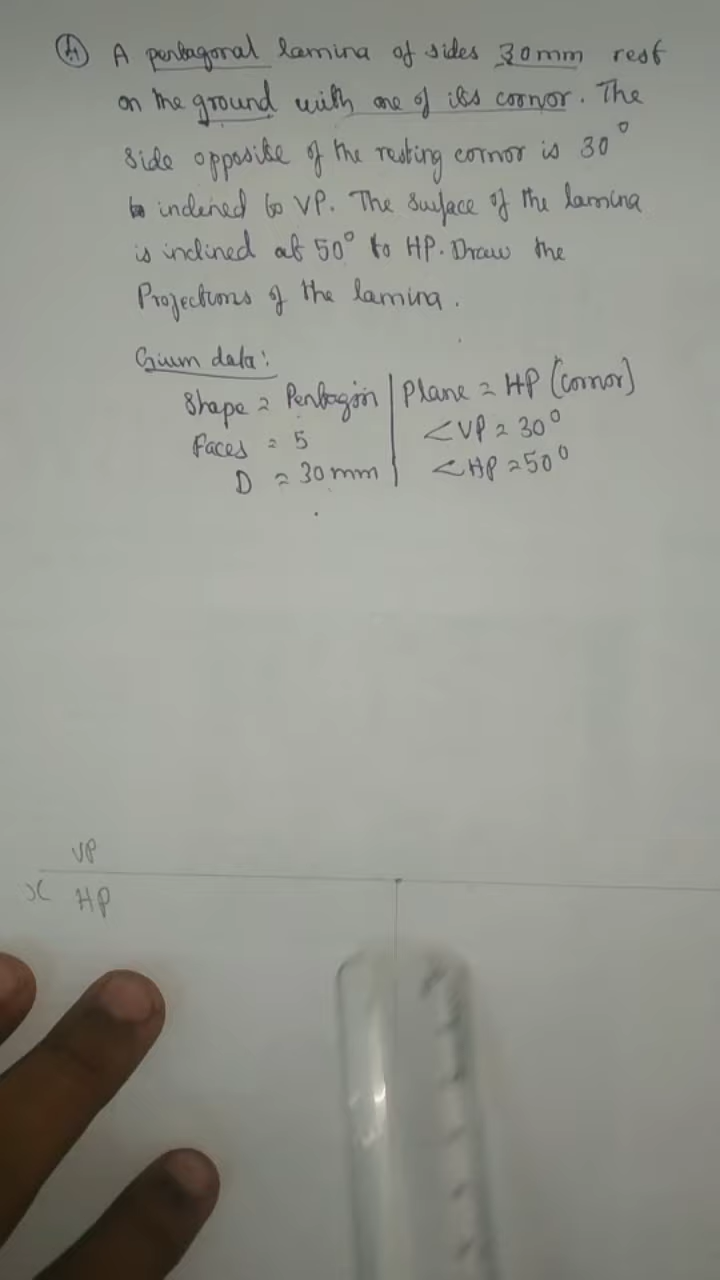 4) A pentagonal lamina of sides 30mm rest
on the ground with one of its cornor. The
side opposite of the resting cornor is 30°
inclined to VP. The surface of the lamina
is inclined at 50° to HP. Draw the
Projections of the lamina.
Given data:
Shape = Pentagon | Plane = HP (cornor)
Faces = 5 | <VP = 30°
D = 30mm | <HP = 50°
VP
X HP